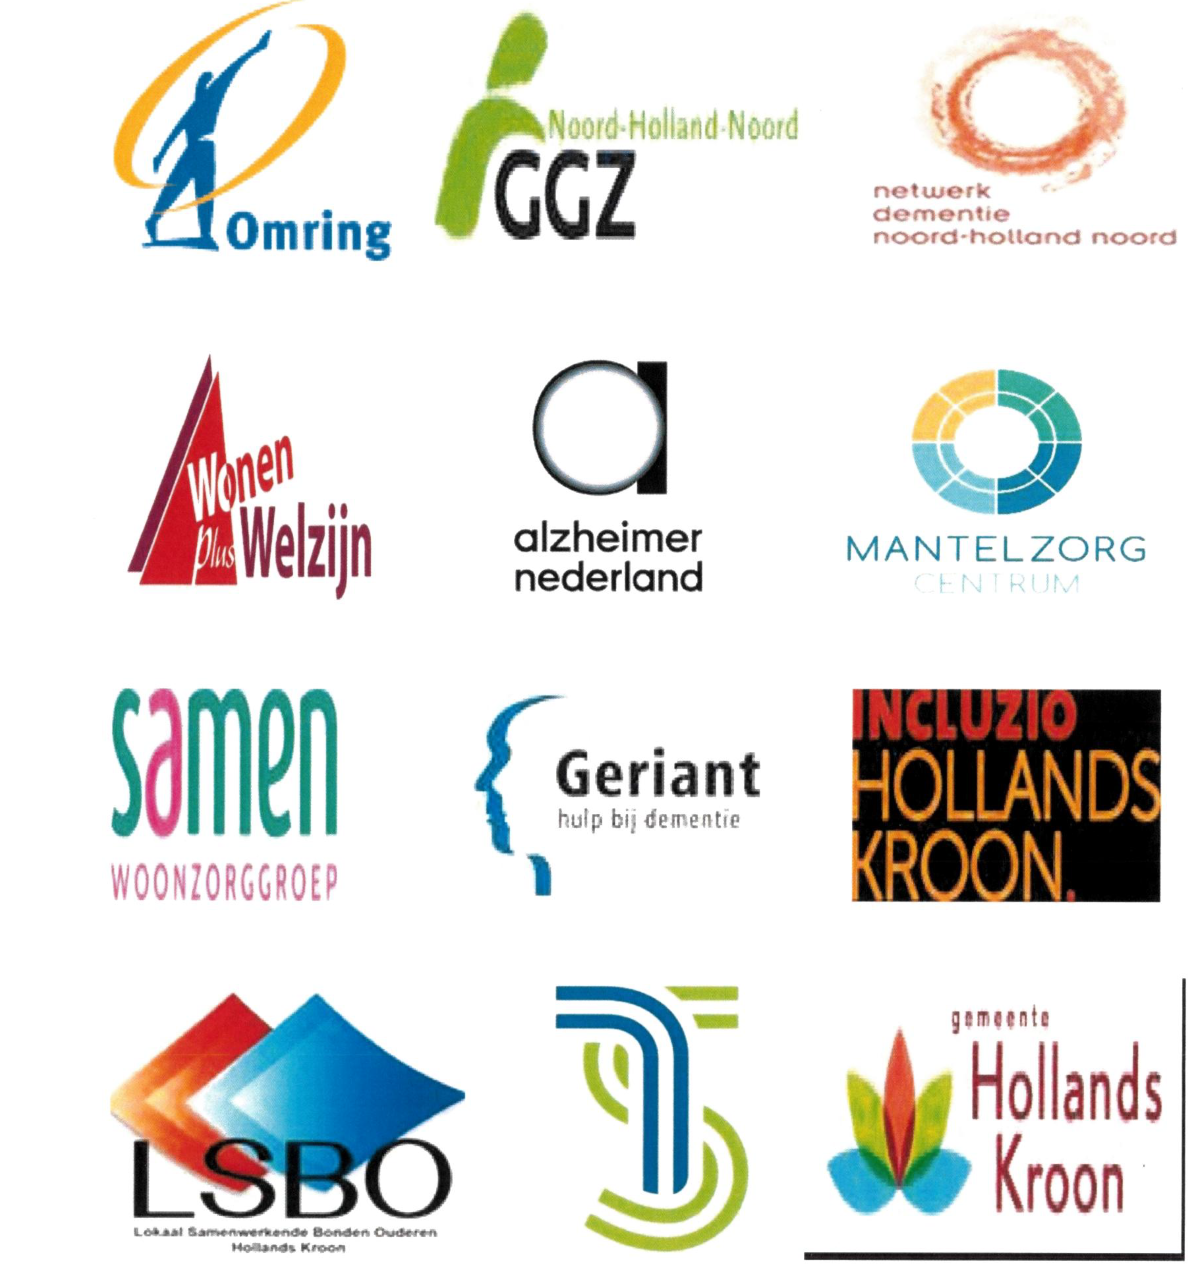 Omring
Noord-Holland-Noord
GGZ
netwerk
dementie
noord-holland noord
Wonen
plus Welzijn
alzheimer
nederland
MANTELZORG
CENTRUM
samen
WOONZORGGROEP
Geriant
hulp bij dementie
INCLUZIO
HOLLANDS
KROON.
LSBO
Lokaal Samenwerkende Bonden Ouderen
Hollands Kroon
gemeente
Hollands
Kroon